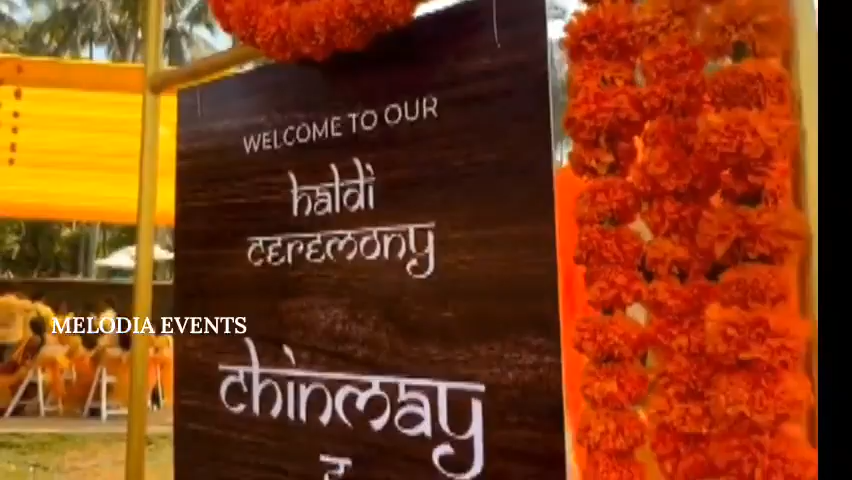 WELCOME TO OUR
haldi
ceremony
MELODIA EVENTS
chinmay